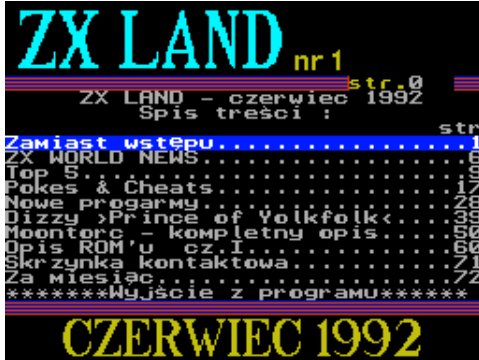 ZX LAND nr 1
str.0
ZX LAND – czerwiec 1992
Spis treści :
str
Zamiast wstępu................1
ZX WORLD NEWS.................6
Top 5.........................9
Pokes & Cheats...............17
Nowe progarmy................28
Dizzy >Prince of Yolkfolk<...39
Moontorc – kompletny opis....50
Opis ROM'u cz.I..............60
Skrzynka kontaktowa..........71
Za miesiąc...................72
*******Wyjście z programu******
CZERWIEC 1992